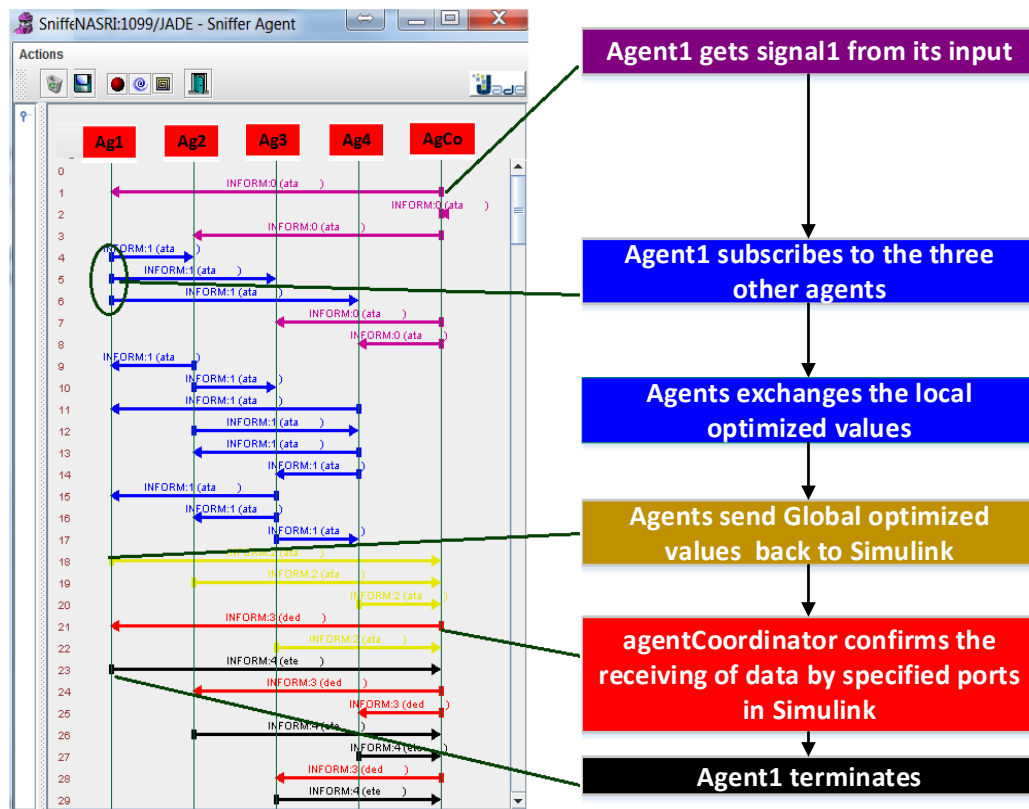 SniffeNASRI:1099/JADE - Sniffer Agent
Actions
Jade
Ag1 Ag2 Ag3 Ag4 AgCo
0
1 INFORM:0 (ata )
2 INFORM:0 (ata )
3 INFORM:0 (ata )
4 INFORM:1 (ata )
5 INFORM:1 (ata )
6 INFORM:1 (ata )
7 INFORM:0 (ata )
8 INFORM:0 (ata )
9 INFORM:1 (ata )
10 INFORM:1 (ata )
11 INFORM:1 (ata )
12 INFORM:1 (ata )
13 INFORM:1 (ata )
14 INFORM:1 (ata )
15 INFORM:1 (ata )
16 INFORM:1 (ata )
17 INFORM:1 (ata )
18 INFORM:2 (ata )
19 INFORM:2 (ata )
20 INFORM:2 (ata )
21 INFORM:3 (ded )
22 INFORM:2 (ata )
23 INFORM:4 (ete )
24 INFORM:3 (ded )
25 INFORM:3 (ded )
26 INFORM:4 (ete )
27 INFORM:4 (ete )
28 INFORM:3 (ded )
29 INFORM:4 (ete )
Agent1 gets signal1 from its input
Agent1 subscribes to the three
other agents
Agents exchanges the local
optimized values
Agents send Global optimized
values back to Simulink
agentCoordinator confirms the
receiving of data by specified ports
in Simulink
Agent1 terminates